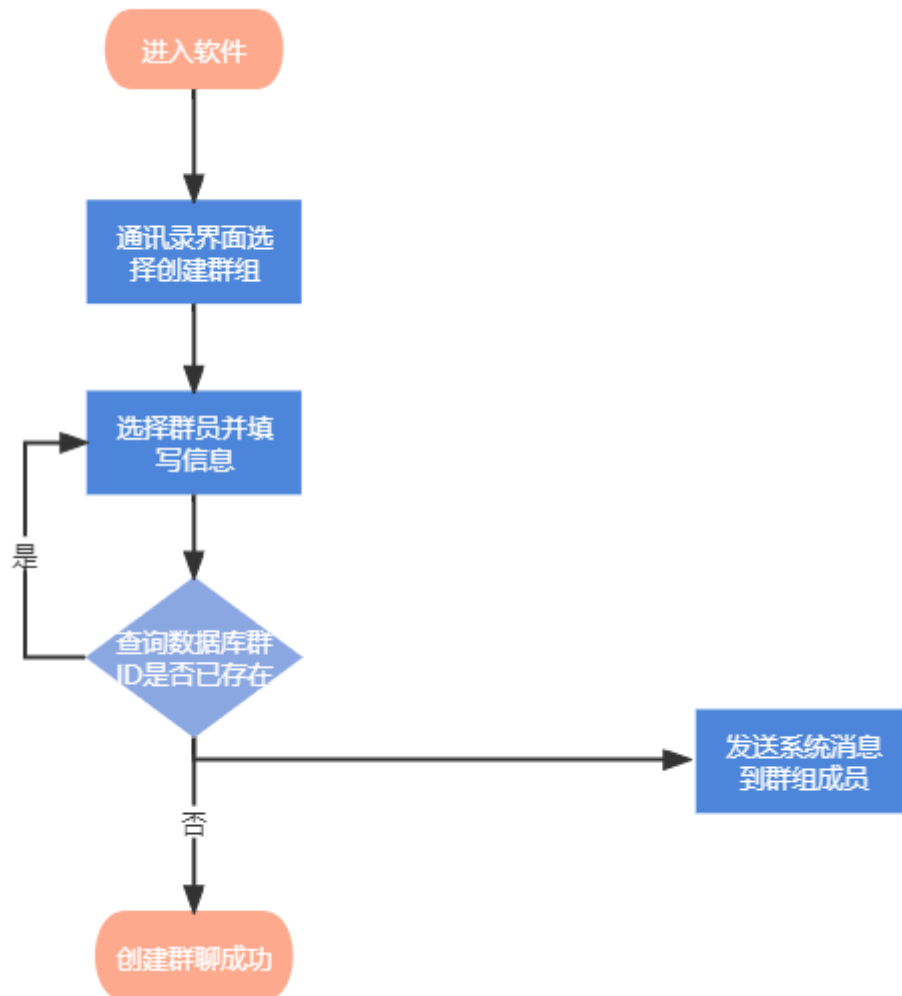 进入软件
通讯录界面选
择创建群组
选择群员并填
写信息
是
查询数据库群
ID是否已存在
发送系统消息
到群组成员
否
创建群聊成功